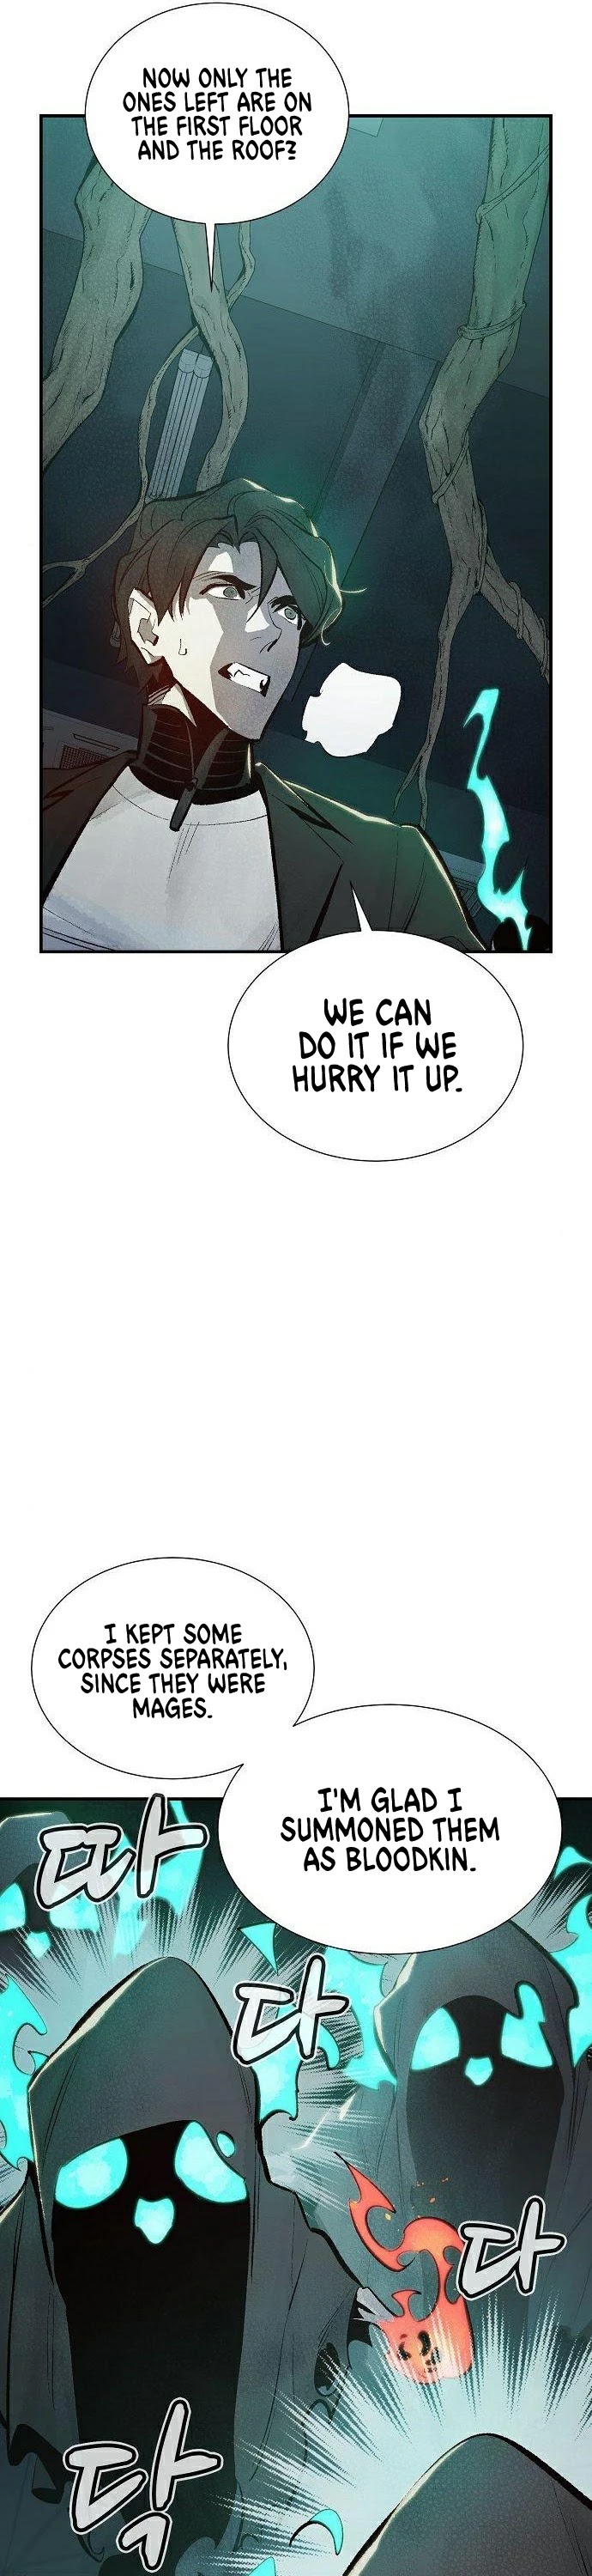 NOW ONLY THE
ONES LEFT ARE ON
THE FIRST FLOOR
AND THE ROOF?
WE CAN
DO IT IF WE
HURRY IT UP.
I KEPT SOME
CORPSES SEPARATELY,
SINCE THEY WERE
MAGES.
I'M GLAD I
SUMMONED THEM
AS BLOODKIN.
따
다
다
닥